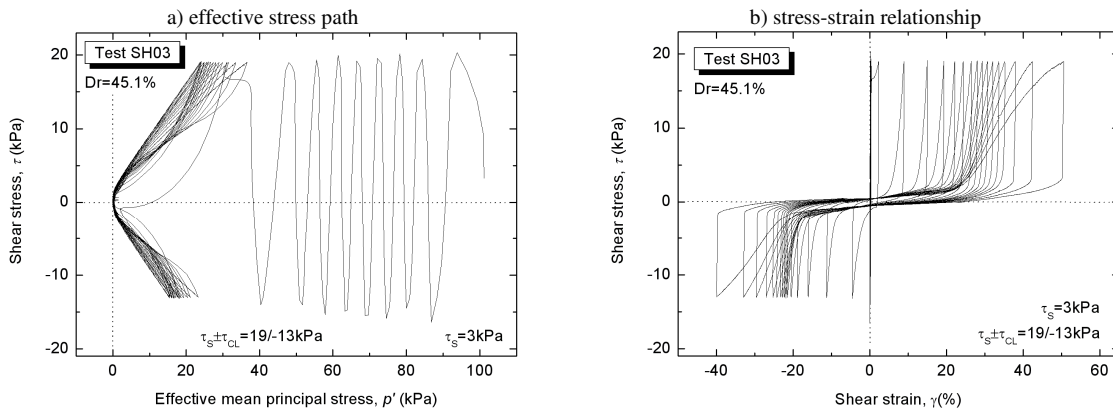 a) effective stress path
Test SH03
Dr=45.1%
Shear stress, τ (kPa)
20
10
0
-10
-20
τS±τCL=19/-13kPa
τS=3kPa
0
20
40
60
80
100
Effective mean principal stress, p' (kPa)
b) stress-strain relationship
Test SH03
Dr=45.1%
Shear stress, τ (kPa)
20
10
0
-10
-20
τS=3kPa
τS±τCL=19/-13kPa
-40
-20
0
20
40
60
Shear strain, γ(%)